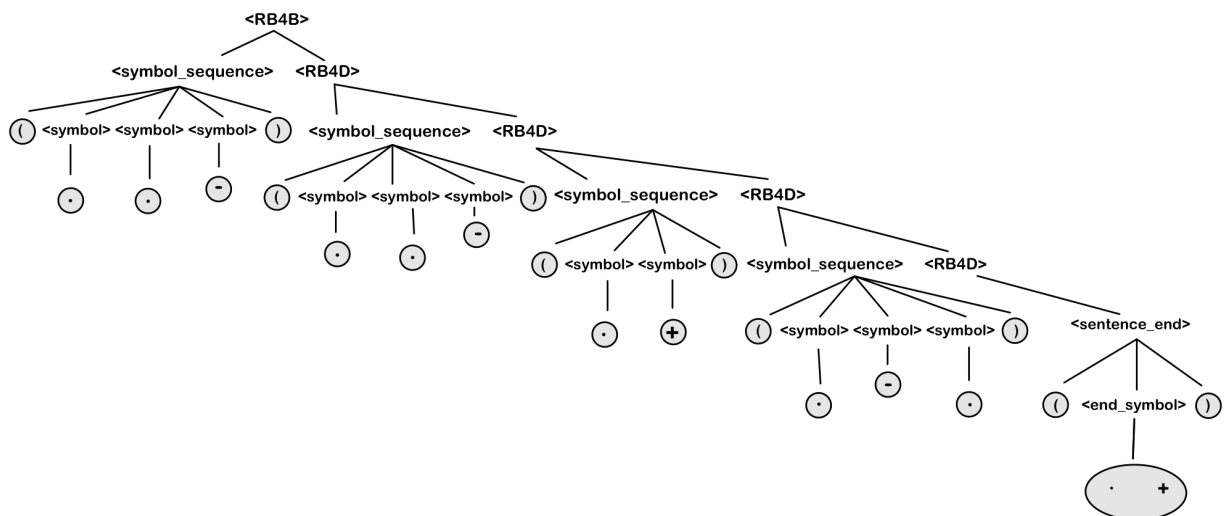 <RB4B>
<symbol_sequence> <RB4D>
( <symbol> <symbol> <symbol> ) <symbol_sequence> <RB4D>
· · - ( <symbol> <symbol> <symbol> ) <symbol_sequence> <RB4D>
· · - ( <symbol> <symbol> ) <symbol_sequence> <RB4D>
· + ( <symbol> <symbol> <symbol> ) <sentence_end>
· - · ( <end_symbol> )
· +